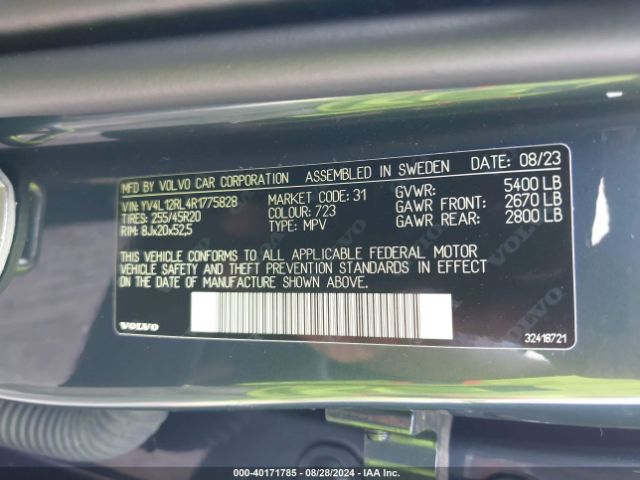 MFD BY VOLVO CAR CORPORATION ASSEMBLED IN SWEDEN DATE: 08/23
VIN: YV4L12RL4R1775828 MARKET CODE: 31 GVWR: 5400 LB
TIRES: 255/45R20 COLOUR: 723 GAWR FRONT: 2670 LB
RIM: 8Jx20x52,5 TYPE: MPV GAWR REAR: 2800 LB
THIS VEHICLE CONFORMS TO ALL APPLICABLE FEDERAL MOTOR
VEHICLE SAFETY AND THEFT PREVENTION STANDARDS IN EFFECT
ON THE DATE OF MANUFACTURE SHOWN ABOVE.
VOLVO
32418721
000-40171785 — 08/28/2024 — IAA Inc.